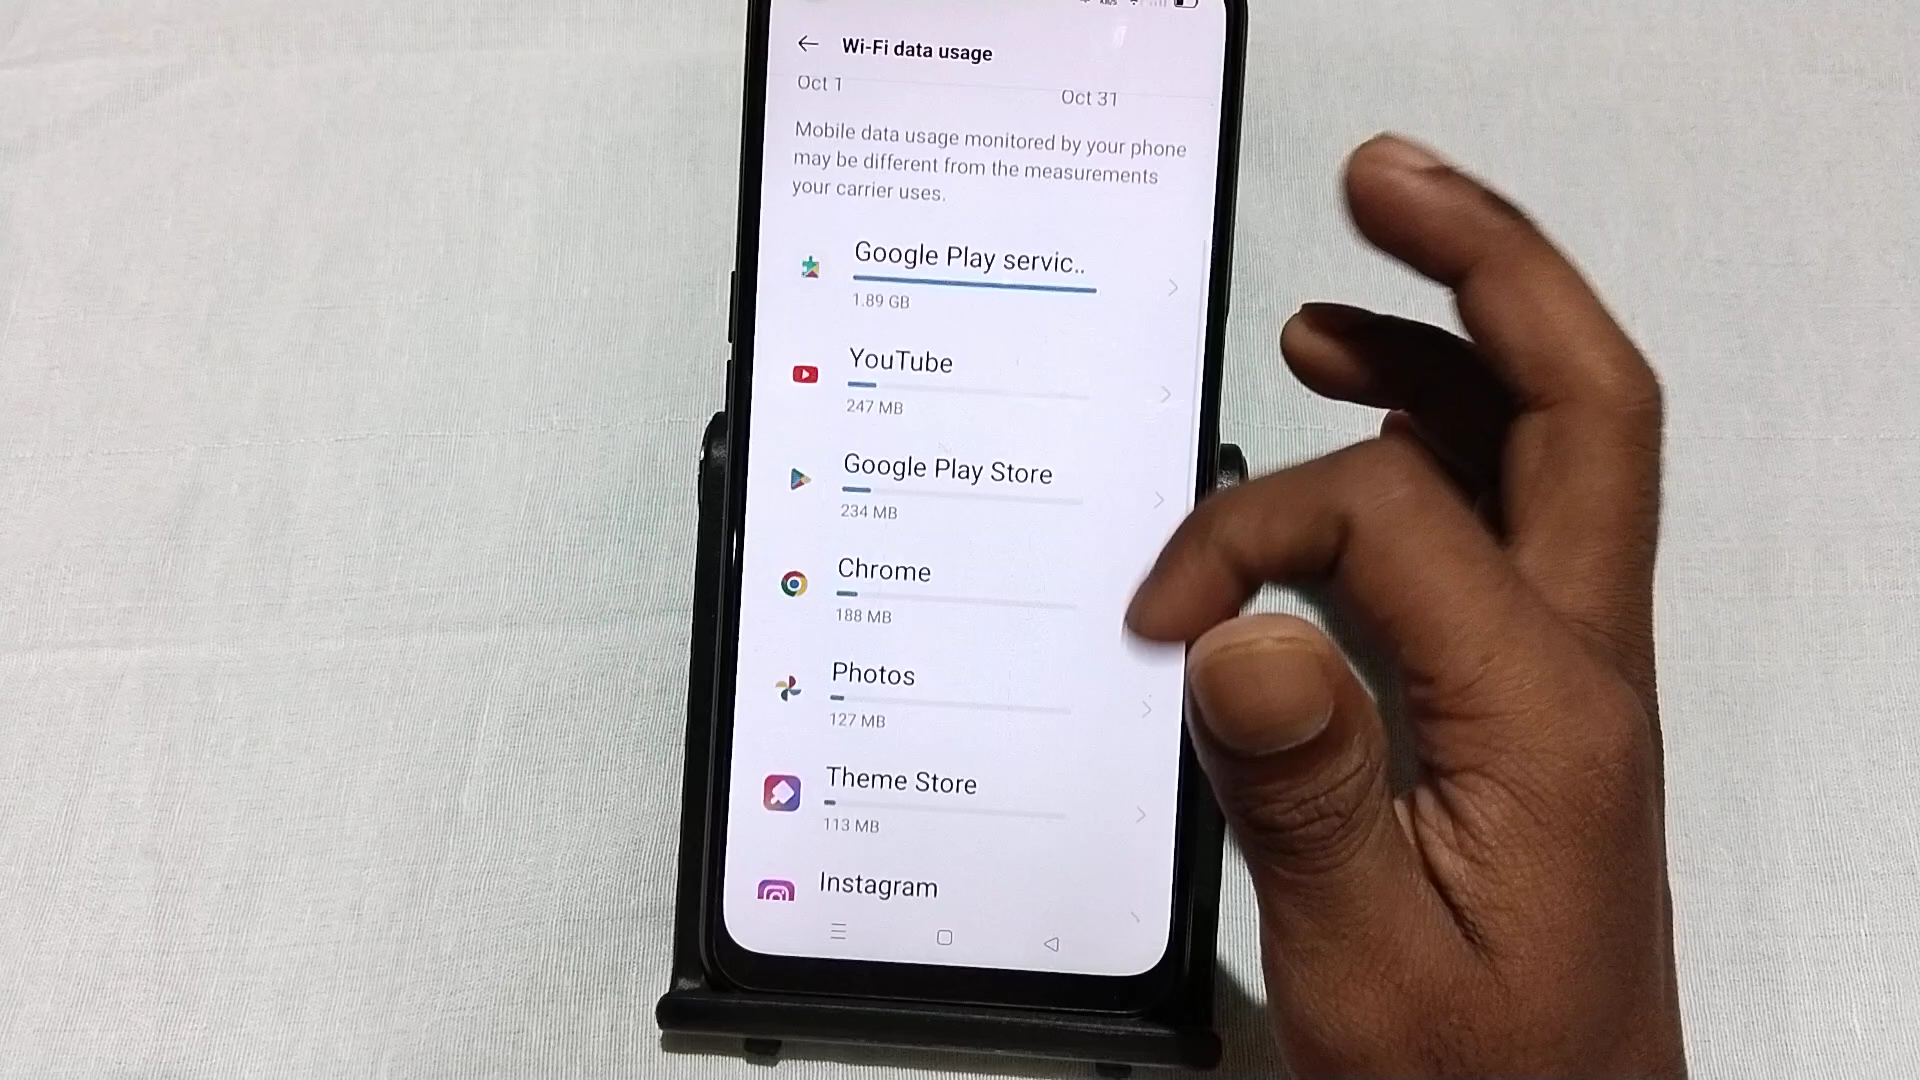 Wi-Fi data usage
Oct 1
Oct 31
Mobile data usage monitored by your phone
may be different from the measurements
your carrier uses.
Google Play servic..
1.89 GB
YouTube
247 MB
Google Play Store
234 MB
Chrome
188 MB
Photos
127 MB
Theme Store
113 MB
Instagram